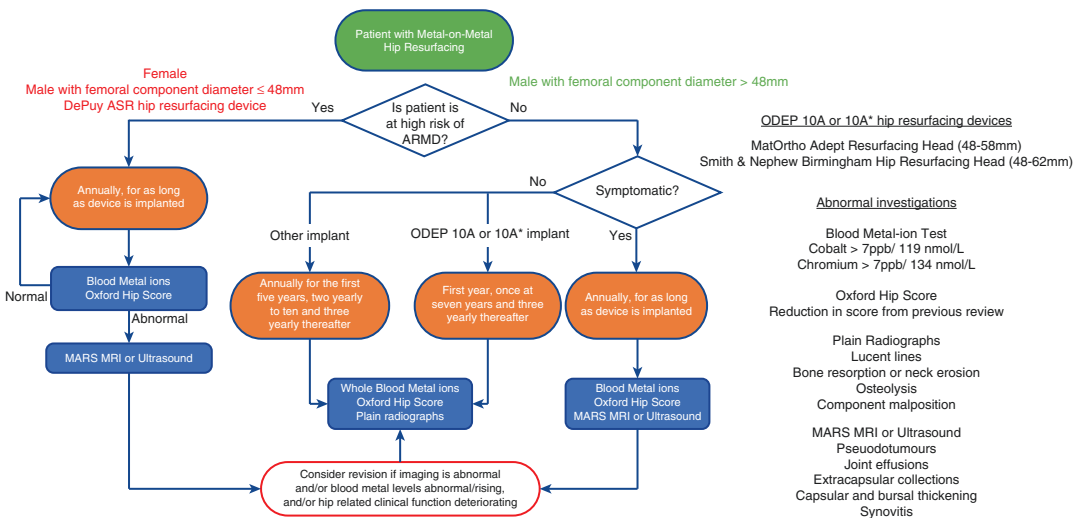 Patient with Metal-on-Metal
Hip Resurfacing
Female
Male with femoral component diameter ≤ 48mm
DePuy ASR hip resurfacing device
Male with femoral component diameter > 48mm
Yes
Is patient is
at high risk of
ARMD?
No
Annually, for as long
as device is implanted
Normal
Blood Metal ions
Oxford Hip Score
Abnormal
MARS MRI or Ultrasound
No
Symptomatic?
Other implant
ODEP 10A or 10A* implant
Yes
Annually for the first
five years, two yearly
to ten and three
yearly thereafter
First year, once at
seven years and three
yearly thereafter
Annually, for as long
as device is implanted
Whole Blood Metal ions
Oxford Hip Score
Plain radiographs
Blood Metal ions
Oxford Hip Score
MARS MRI or Ultrasound
Consider revision if imaging is abnormal
and/or blood metal levels abnormal/rising,
and/or hip related clinical function deteriorating
ODEP 10A or 10A* hip resurfacing devices
MatOrtho Adept Resurfacing Head (48-58mm)
Smith & Nephew Birmingham Hip Resurfacing Head (48-62mm)
Abnormal investigations
Blood Metal-ion Test
Cobalt > 7ppb/ 119 nmol/L
Chromium > 7ppb/ 134 nmol/L
Oxford Hip Score
Reduction in score from previous review
Plain Radiographs
Lucent lines
Bone resorption or neck erosion
Osteolysis
Component malposition
MARS MRI or Ultrasound
Pseudotumours
Joint effusions
Extracapsular collections
Capsular and bursal thickening
Synovitis